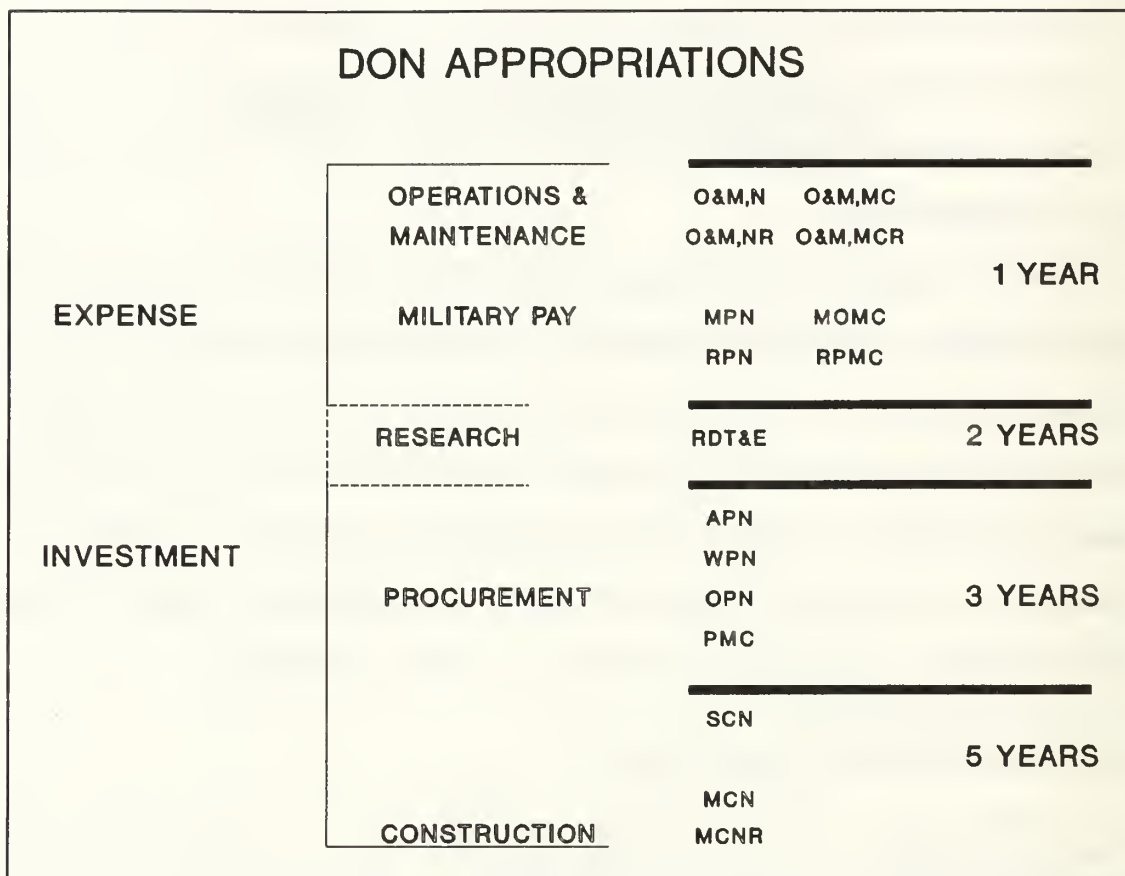 DON APPROPRIATIONS
OPERATIONS & O&M,N O&M,MC
MAINTENANCE O&M,NR O&M,MCR
1 YEAR
EXPENSE MILITARY PAY MPN MOMC
RPN RPMC
RESEARCH RDT&E 2 YEARS
APN
INVESTMENT WPN
PROCUREMENT OPN 3 YEARS
PMC
SCN
5 YEARS
MCN
CONSTRUCTION MCNR